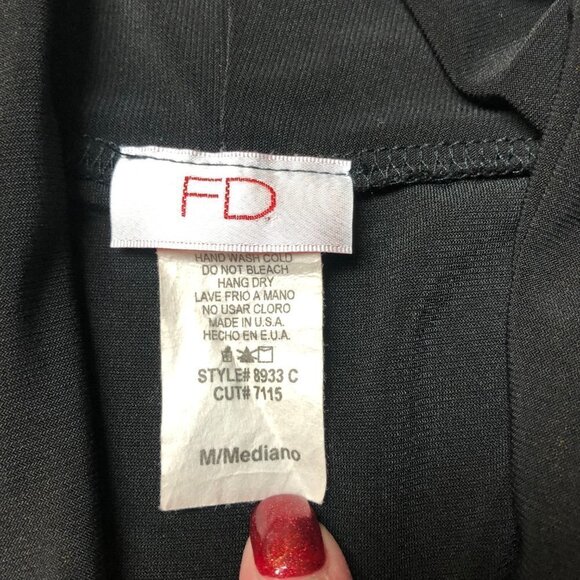 FD
HAND WASH COLD
DO NOT BLEACH
HANG DRY
LAVE FRIO A MANO
NO USAR CLORO
MADE IN U.S.A.
HECHO EN E.U.A.
STYLE# 8933 C
CUT# 7115
M/Mediano